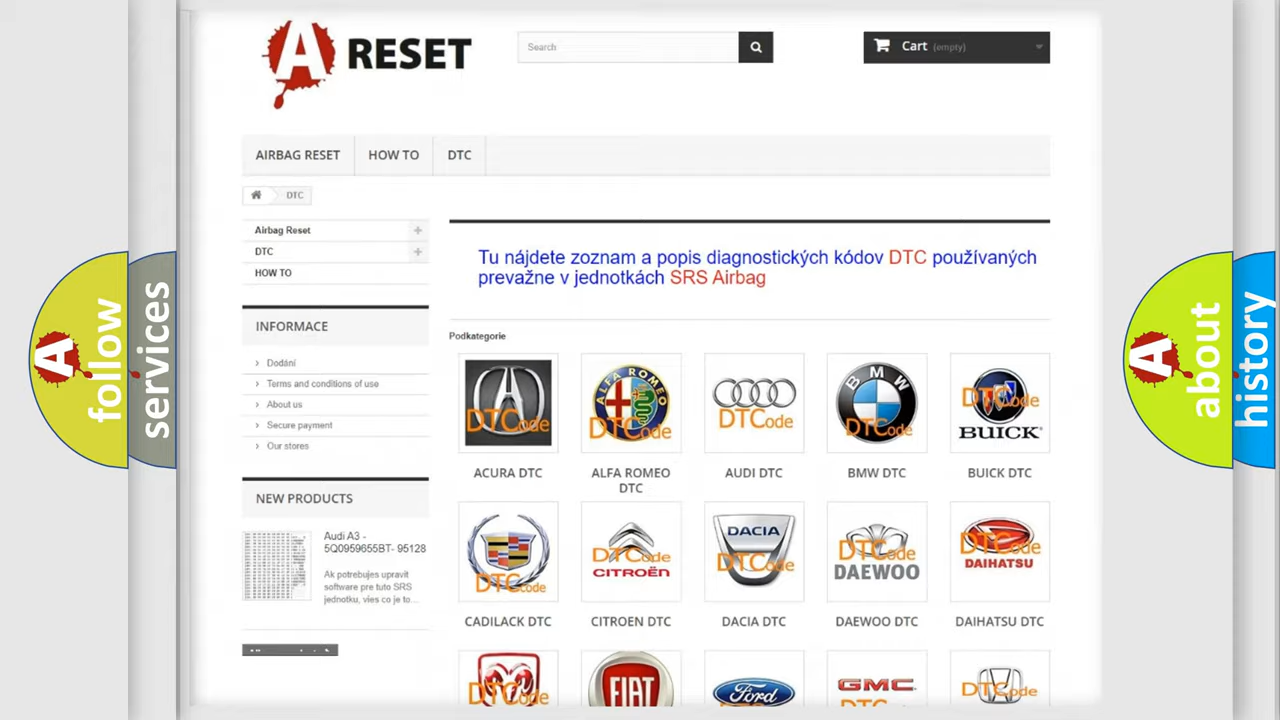 A RESET
Search
Cart (empty)
AIRBAG RESET
HOW TO
DTC
DTC
Airbag Reset
DTC
HOW TO
Tu nájdete zoznam a popis diagnostických kódov DTC používaných
prevažne v jednotkách SRS Airbag
INFORMACE
Dodání
Terms and conditions of use
About us
Secure payment
Our stores
Podkategorie
DTCode
ALFA ROMEO
DTCode
DTCode
BMW
DTCode
DTCode
BUICK
ACURA DTC
ALFA ROMEO
DTC
AUDI DTC
BMW DTC
BUICK DTC
NEW PRODUCTS
Audi A3 -
5Q0959655BT- 95128
Ak potrebujes upravit
software pre tuto SRS
jednotku, vies co je to...
DTCode
DTCode
CITROËN
DACIA
DTCode
DTCode
DAEWOO
DTCode
DAIHATSU
CADILACK DTC
CITROEN DTC
DACIA DTC
DAEWOO DTC
DAIHATSU DTC
DTCode
FIAT
Ford
GMC
DTCode
A
follow
services
A
about
history